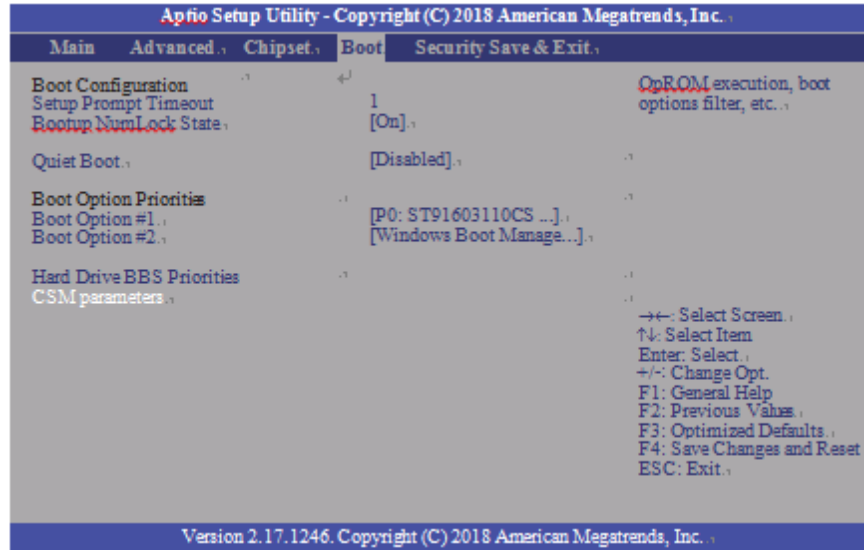 Aptio Setup Utility - Copyright (C) 2018 American Megatrends, Inc.
Main Advanced Chipset Boot Security Save & Exit
Boot Configuration
Setup Prompt Timeout 1
Bootup NumLock State [On]
Quiet Boot [Disabled]
Boot Option Priorities
Boot Option #1 [P0: ST91603110CS ...]
Boot Option #2 [Windows Boot Manage...]
Hard Drive BBS Priorities
CSM parameters
OpROM execution, boot
options filter, etc.
→←: Select Screen
↑↓: Select Item
Enter: Select
+/-: Change Opt.
F1: General Help
F2: Previous Values
F3: Optimized Defaults
F4: Save Changes and Reset
ESC: Exit
Version 2.17.1246. Copyright (C) 2018 American Megatrends, Inc.